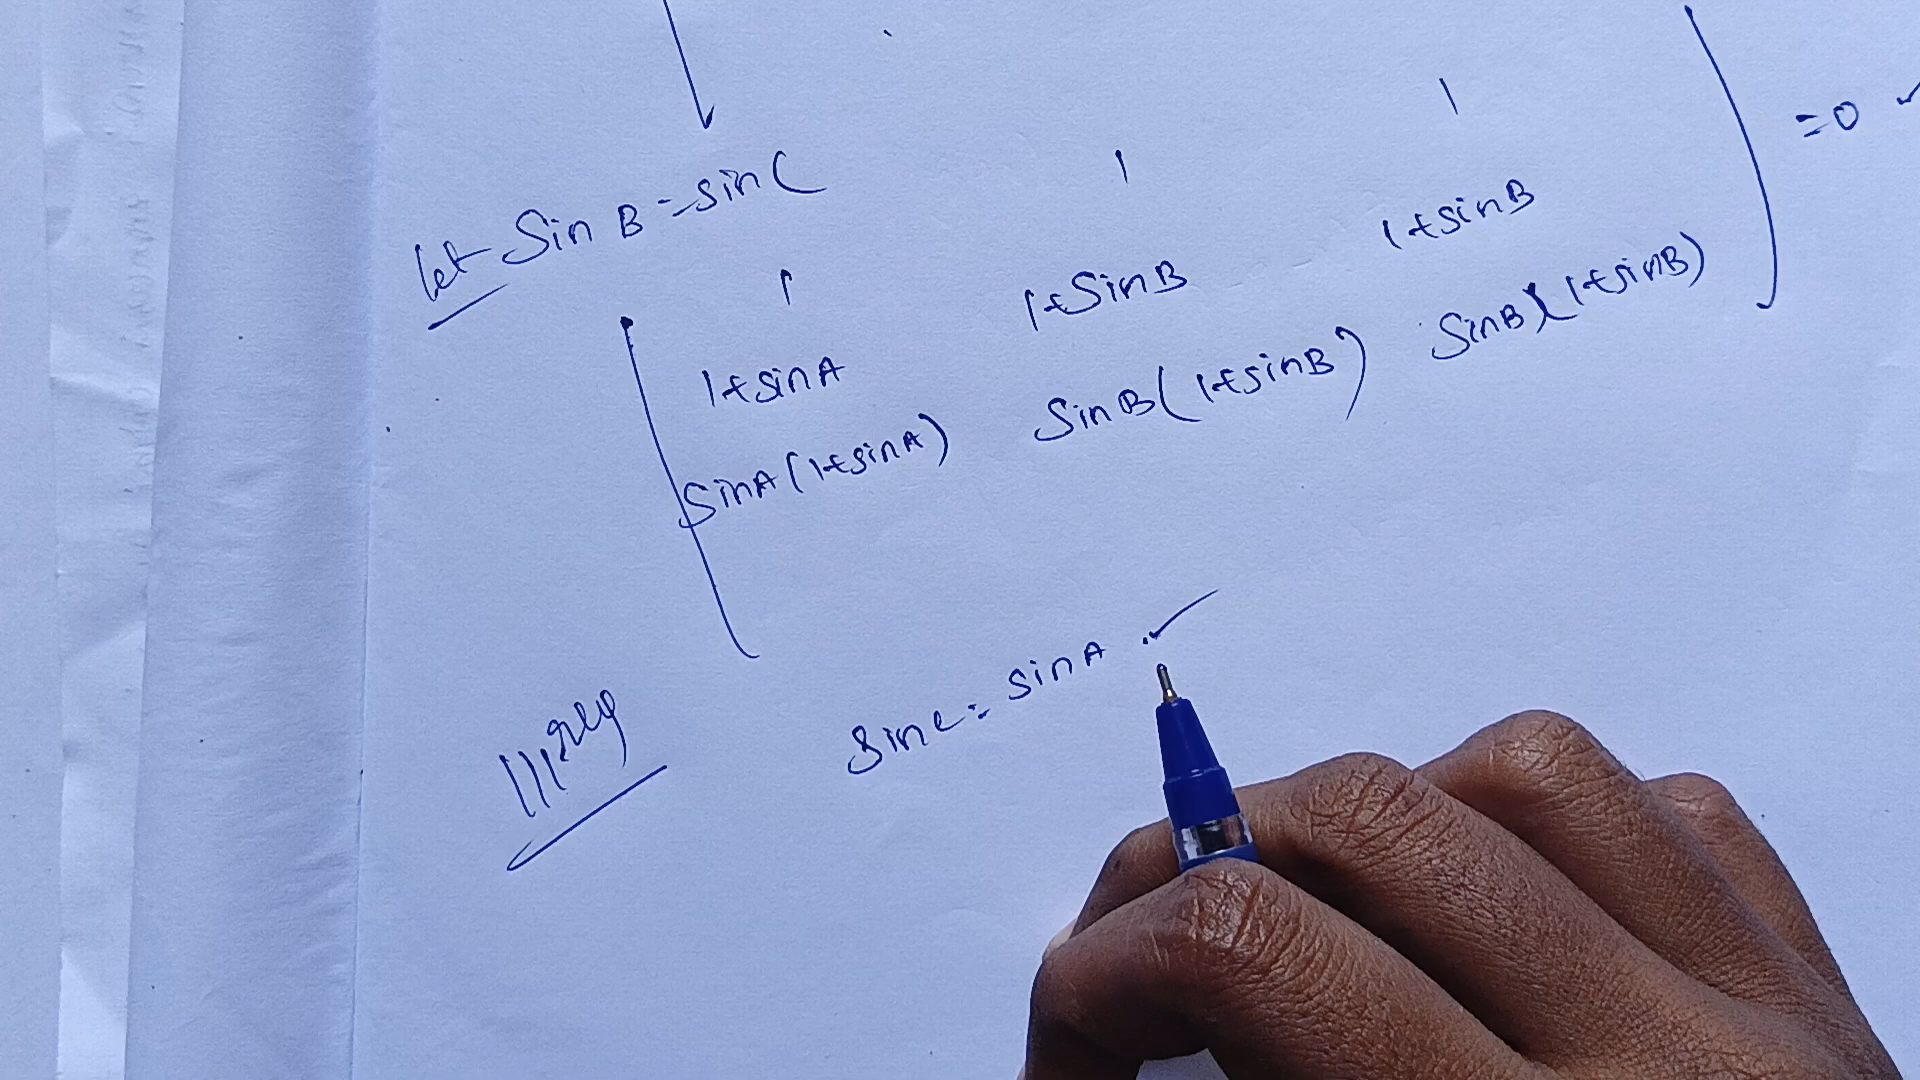 let Sin B = sin C
1 1 1
1+sinA 1+SinB 1+sinB = 0
SinA(1+sinA) SinB(1+sinB) SinB(1+sinB)
|||rly sinc = sinA ✓